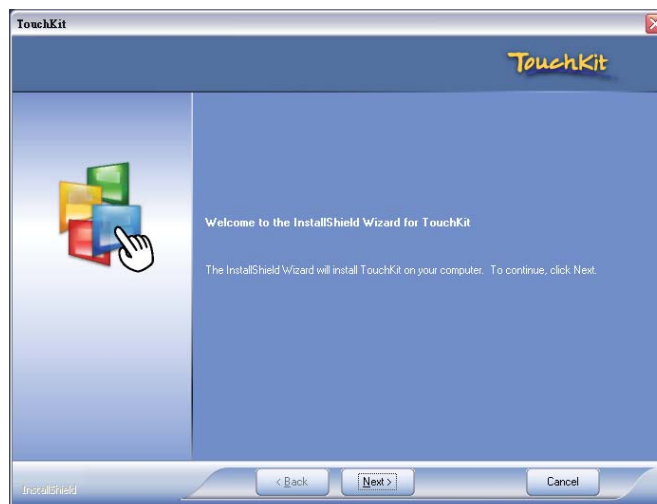 TouchKit
TouchKit
Welcome to the InstallShield Wizard for TouchKit
The InstallShield Wizard will install TouchKit on your computer. To continue, click Next.
InstallShield
< Back
Next >
Cancel